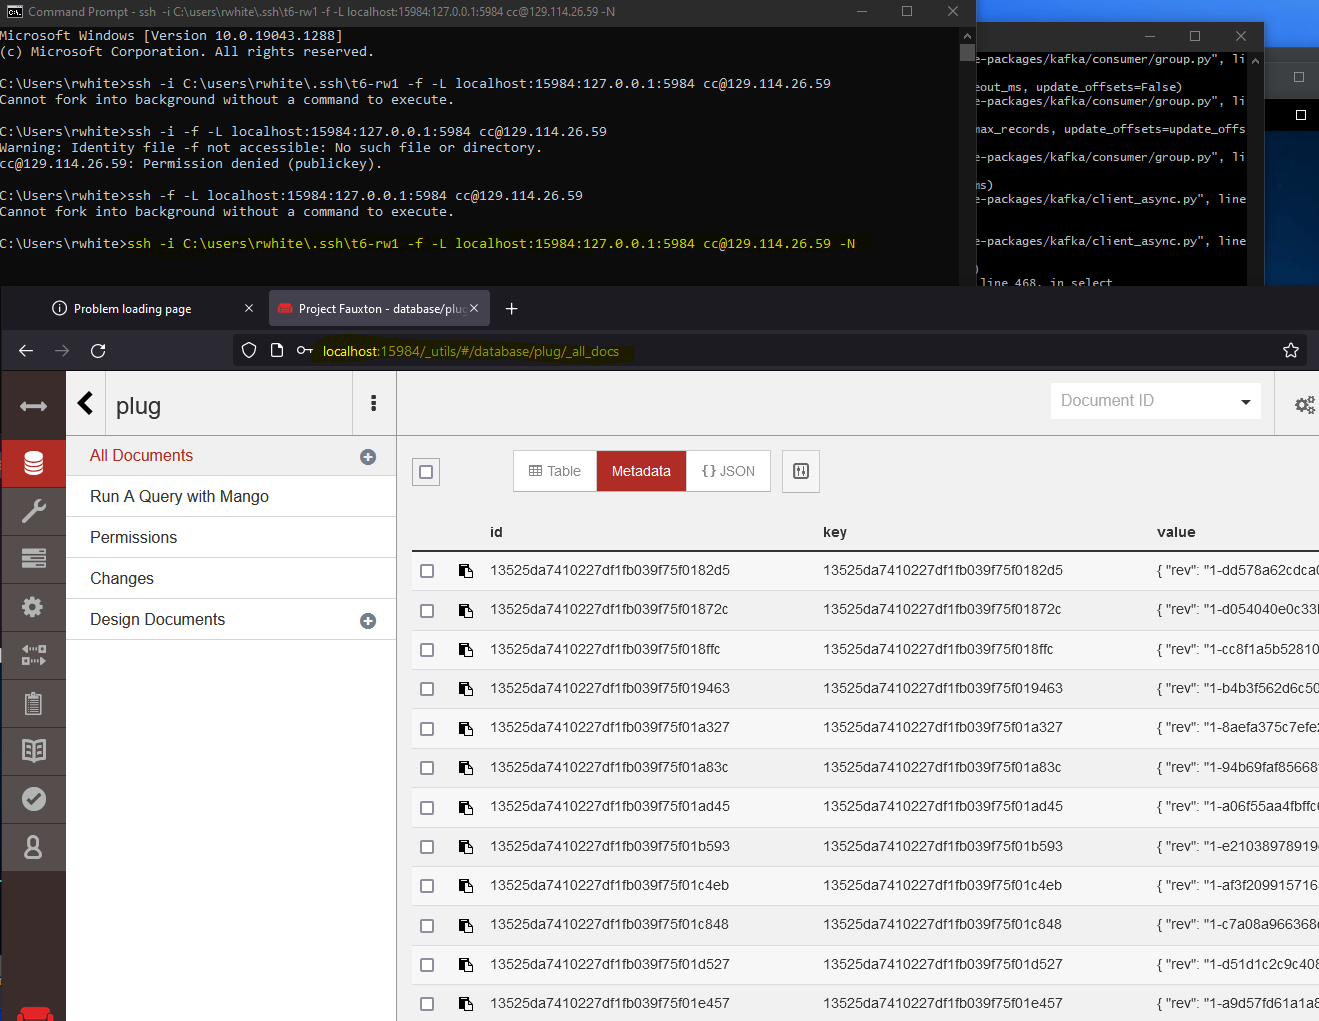 Command Prompt - ssh -i C:\users\rwhite\.ssh\t6-rw1 -f -L localhost:15984:127.0.0.1:5984 cc@129.114.26.59 -N
Microsoft Windows [Version 10.0.19043.1288]
(c) Microsoft Corporation. All rights reserved.
C:\Users\rwhite>ssh -i C:\users\rwhite\.ssh\t6-rw1 -f -L localhost:15984:127.0.0.1:5984 cc@129.114.26.59
Cannot fork into background without a command to execute.
C:\Users\rwhite>ssh -i -f -L localhost:15984:127.0.0.1:5984 cc@129.114.26.59
Warning: Identity file -f not accessible: No such file or directory.
cc@129.114.26.59: Permission denied (publickey).
C:\Users\rwhite>ssh -f -L localhost:15984:127.0.0.1:5984 cc@129.114.26.59
Cannot fork into background without a command to execute.
C:\Users\rwhite>ssh -i C:\users\rwhite\.ssh\t6-rw1 -f -L localhost:15984:127.0.0.1:5984 cc@129.114.26.59 -N
e-packages/kafka/consumer/group.py", li
eout_ms, update_offsets=False)
e-packages/kafka/consumer/group.py", li
max_records, update_offsets=update_offs
e-packages/kafka/consumer/group.py", li
ms)
e-packages/kafka/client_async.py", line
e-packages/kafka/client_async.py", line
)
line 468, in select
Problem loading page
Project Fauxton - database/plug
localhost:15984/_utils/#/database/plug/_all_docs
plug
Document ID
All Documents
Run A Query with Mango
Permissions
Changes
Design Documents
Table Metadata {} JSON
id key value
13525da7410227df1fb039f75f0182d5 13525da7410227df1fb039f75f0182d5 { "rev": "1-dd578a62cdca0
13525da7410227df1fb039f75f01872c 13525da7410227df1fb039f75f01872c { "rev": "1-d054040e0c33
13525da7410227df1fb039f75f018ffc 13525da7410227df1fb039f75f018ffc { "rev": "1-cc8f1a5b52810
13525da7410227df1fb039f75f019463 13525da7410227df1fb039f75f019463 { "rev": "1-b4b3f562d6c50
13525da7410227df1fb039f75f01a327 13525da7410227df1fb039f75f01a327 { "rev": "1-8aefa375c7efe2
13525da7410227df1fb039f75f01a83c 13525da7410227df1fb039f75f01a83c { "rev": "1-94b69faf85668
13525da7410227df1fb039f75f01ad45 13525da7410227df1fb039f75f01ad45 { "rev": "1-a06f55aa4fbffc6
13525da7410227df1fb039f75f01b593 13525da7410227df1fb039f75f01b593 { "rev": "1-e21038978919
13525da7410227df1fb039f75f01c4eb 13525da7410227df1fb039f75f01c4eb { "rev": "1-af3f209915716
13525da7410227df1fb039f75f01c848 13525da7410227df1fb039f75f01c848 { "rev": "1-c7a08a966368
13525da7410227df1fb039f75f01d527 13525da7410227df1fb039f75f01d527 { "rev": "1-d51d1c2c9c408
13525da7410227df1fb039f75f01e457 13525da7410227df1fb039f75f01e457 { "rev": "1-a9d57fd61a1a8